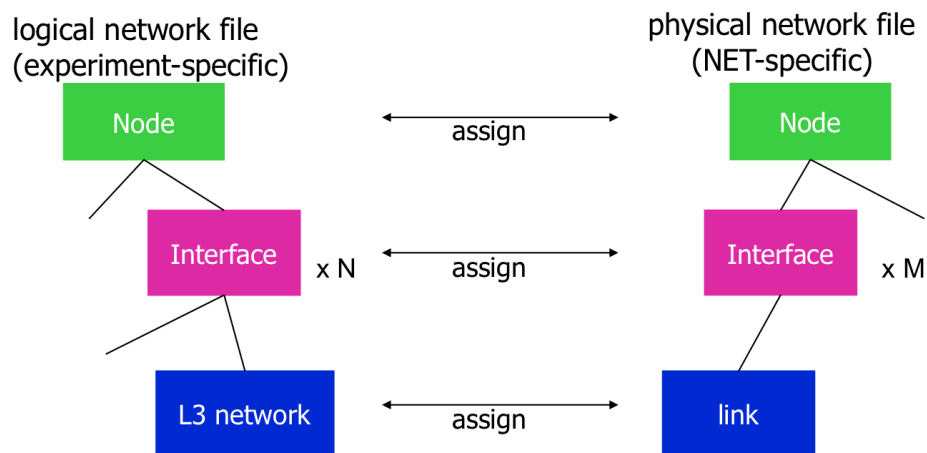 logical network file
(experiment-specific)
physical network file
(NET-specific)
Node
assign
Node
Interface
x N
assign
Interface
x M
L3 network
assign
link